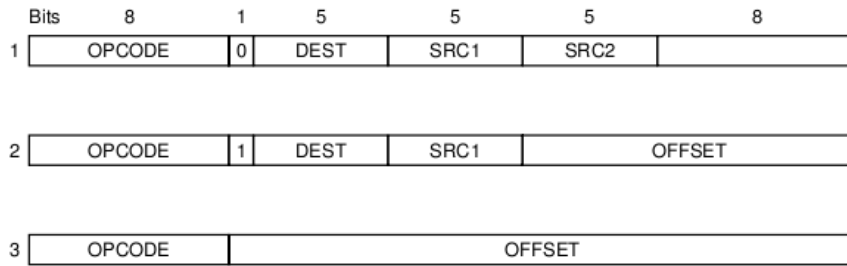 Bits 8 1 5 5 5 8
1 OPCODE 0 DEST SRC1 SRC2
2 OPCODE 1 DEST SRC1 OFFSET
3 OPCODE OFFSET